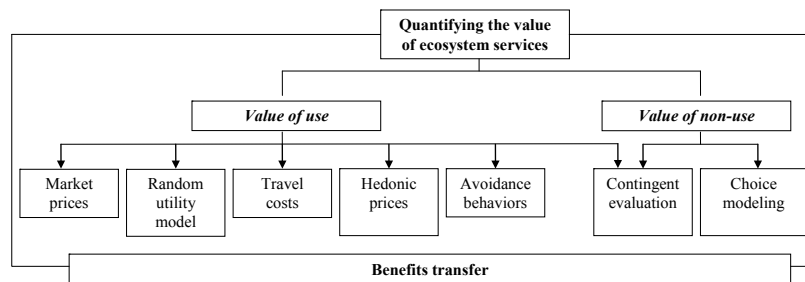 Quantifying the value
of ecosystem services
Value of use
Value of non-use
Market
prices
Random
utility
model
Travel
costs
Hedonic
prices
Avoidance
behaviors
Contingent
evaluation
Choice
modeling
Benefits transfer